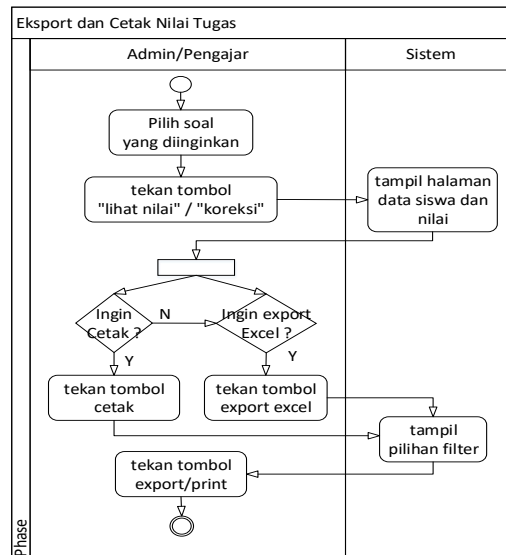 Eksport dan Cetak Nilai Tugas
Admin/Pengajar
Sistem
Pilih soal
yang diinginkan
tekan tombol
"lihat nilai" / "koreksi"
tampil halaman
data siswa dan
nilai
Ingin
Cetak ?
N
Ingin export
Excel ?
Y
Y
tekan tombol
cetak
tekan tombol
export excel
tampil
pilihan filter
tekan tombol
export/print
Phase